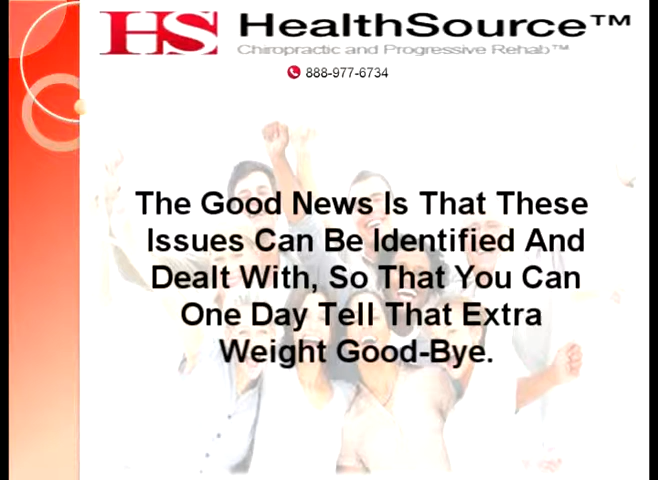 HS HealthSource™
Chiropractic and Progressive Rehab™
888-977-6734
The Good News Is That These
Issues Can Be Identified And
Dealt With, So That You Can
One Day Tell That Extra
Weight Good-Bye.